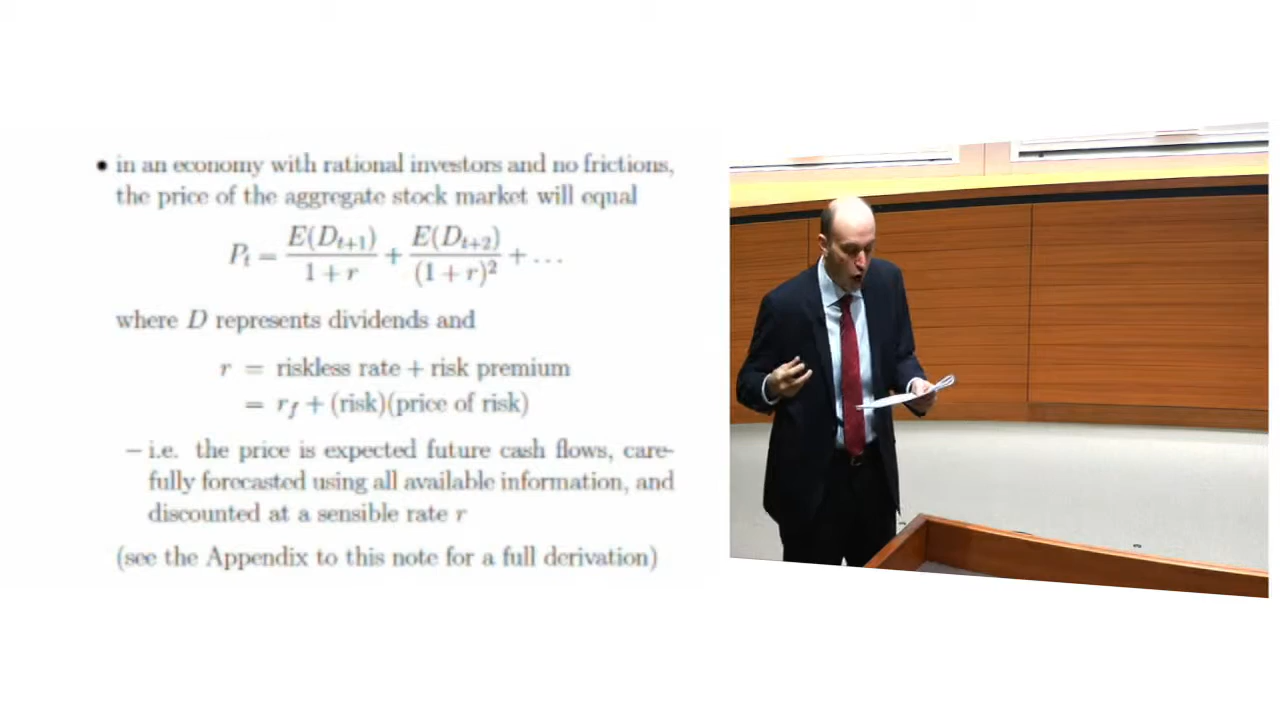 • in an economy with rational investors and no frictions,
the price of the aggregate stock market will equal
P_t = E(D_{t+1}) / (1 + r) + E(D_{t+2}) / (1 + r)^2 + ...
where D represents dividends and
r = riskless rate + risk premium
= r_f + (risk)(price of risk)
– i.e. the price is expected future cash flows, care-
fully forecasted using all available information, and
discounted at a sensible rate r
(see the Appendix to this note for a full derivation)